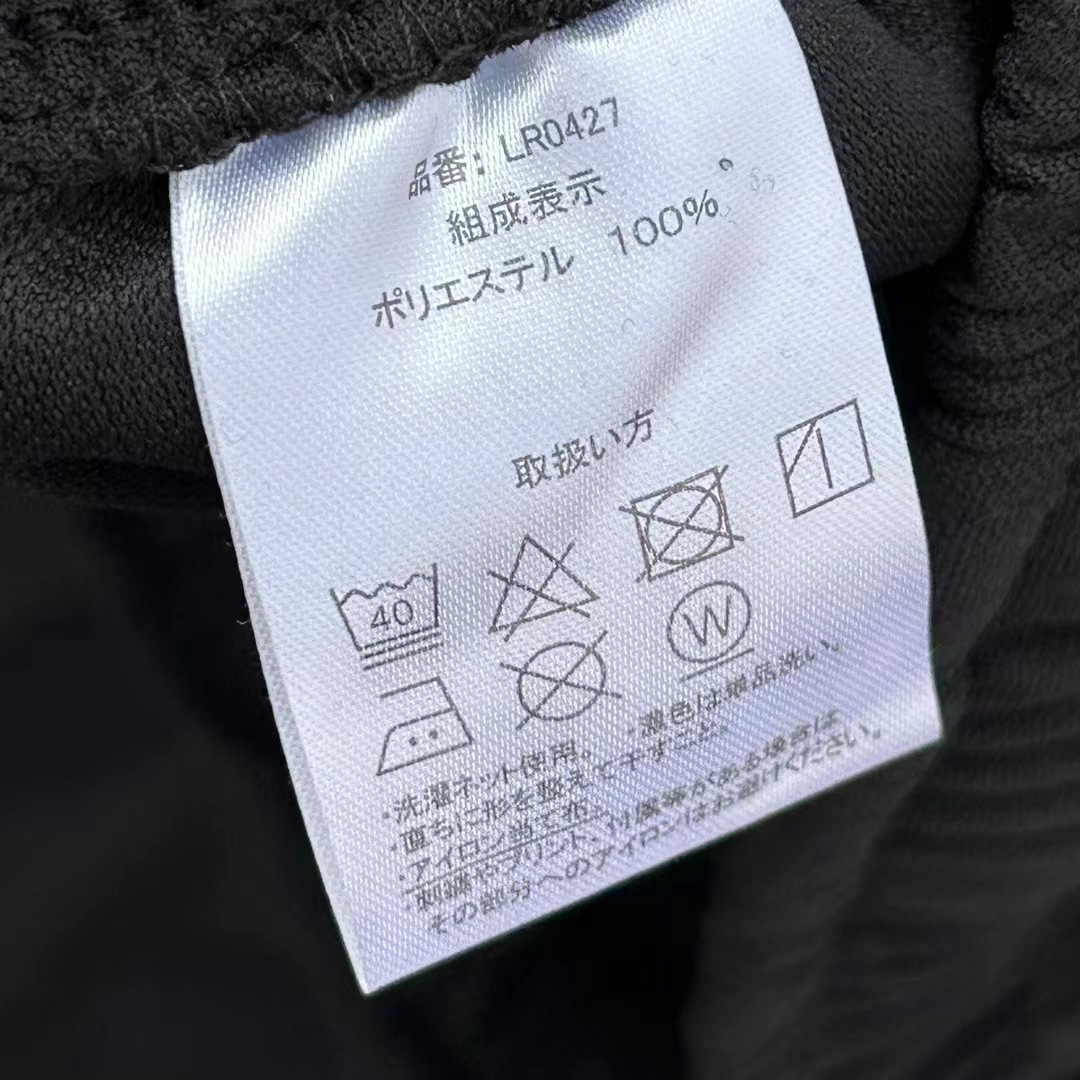 品番: LR0427
組成表示
ポリエステル 100%
取扱い方
40
W
・洗濯ネット使用。 ・濃色は単品洗い。
直ちに形を整えて干すこと。
・アイロン当て布
・刺繍やプリント、付属等がある場合は
その部分へのアイロンはお避けください。